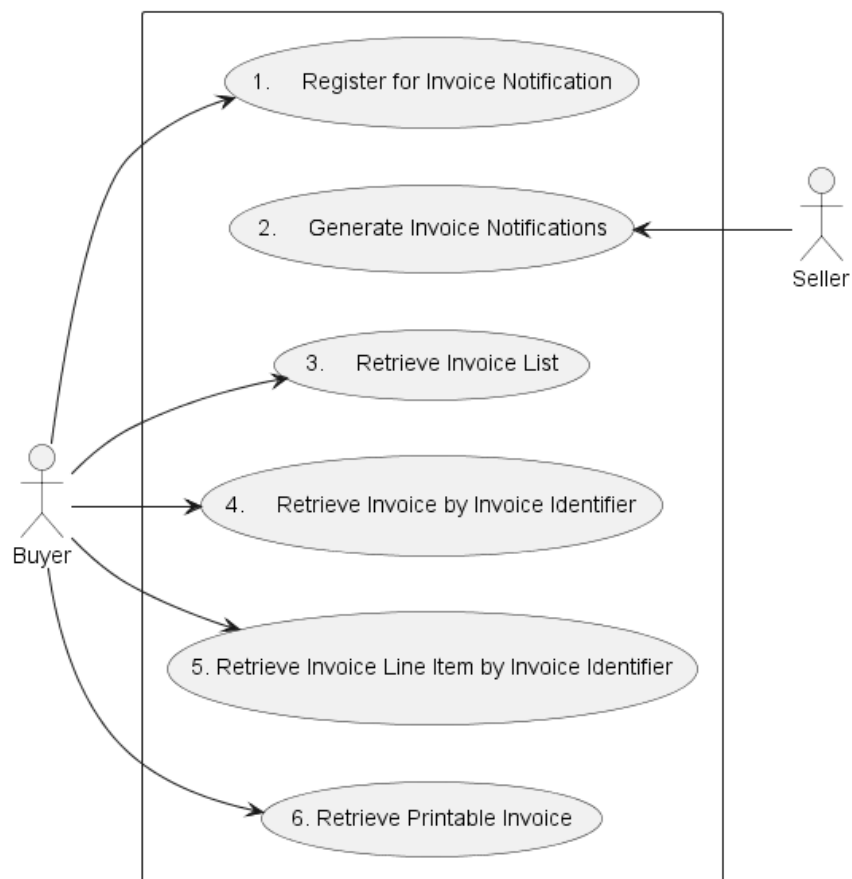 1. Register for Invoice Notification
2. Generate Invoice Notifications
Seller
3. Retrieve Invoice List
4. Retrieve Invoice by Invoice Identifier
Buyer
5. Retrieve Invoice Line Item by Invoice Identifier
6. Retrieve Printable Invoice